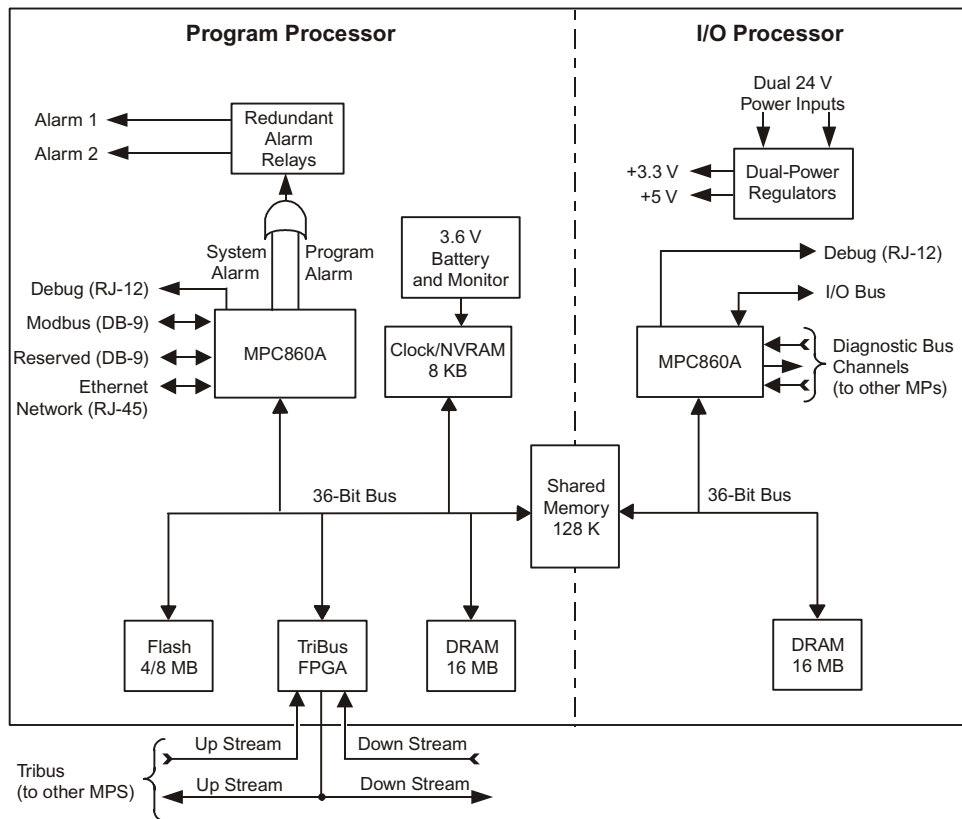 Program Processor
I/O Processor
Dual 24 V
Power Inputs
Alarm 1
Alarm 2
Redundant
Alarm
Relays
+3.3 V
+5 V
Dual-Power
Regulators
System
Alarm
Program
Alarm
3.6 V
Battery
and Monitor
Debug (RJ-12)
Modbus (DB-9)
Reserved (DB-9)
Ethernet
Network (RJ-45)
MPC860A
Clock/NVRAM
8 KB
Debug (RJ-12)
I/O Bus
MPC860A
Diagnostic Bus
Channels
(to other MPs)
36-Bit Bus
Shared
Memory
128 K
36-Bit Bus
Flash
4/8 MB
TriBus
FPGA
DRAM
16 MB
DRAM
16 MB
Tribus
(to other MPS)
Up Stream
Down Stream
Up Stream
Down Stream